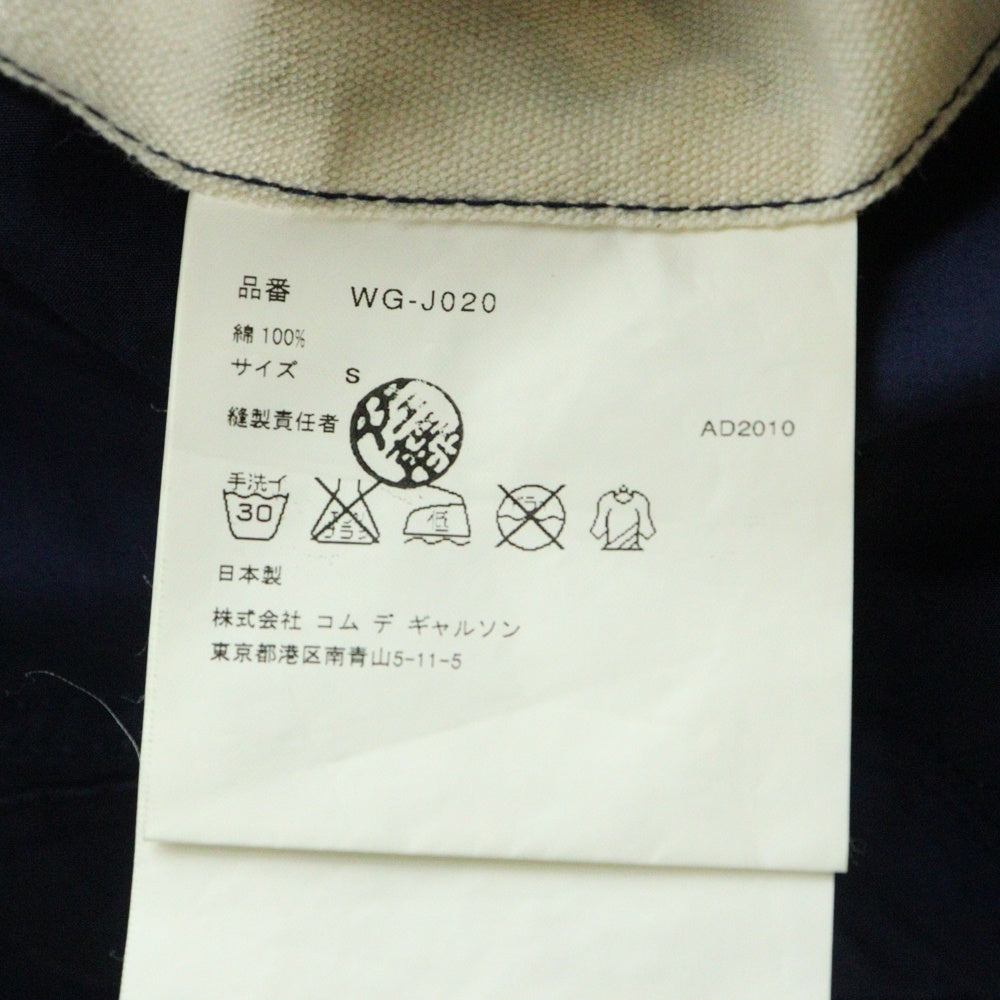 品番 WG-J020
綿 100%
サイズ S
縫製責任者
AD2010
手洗イ
30
低
日本製
株式会社 コム デ ギャルソン
東京都港区南青山5-11-5